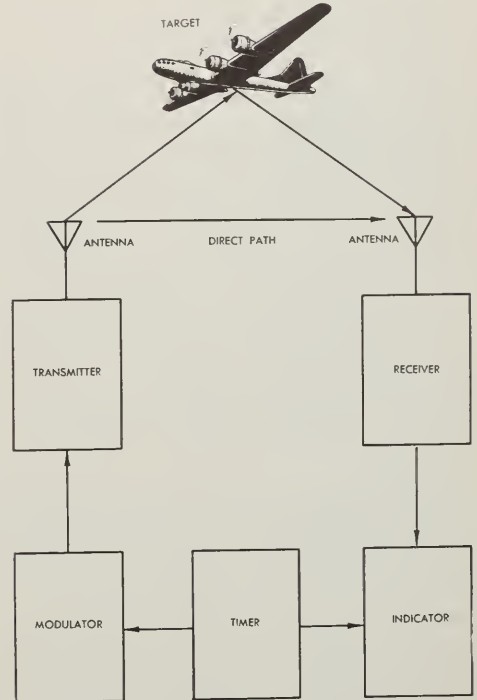 TARGET
ANTENNA
DIRECT PATH
ANTENNA
TRANSMITTER
RECEIVER
MODULATOR
TIMER
INDICATOR